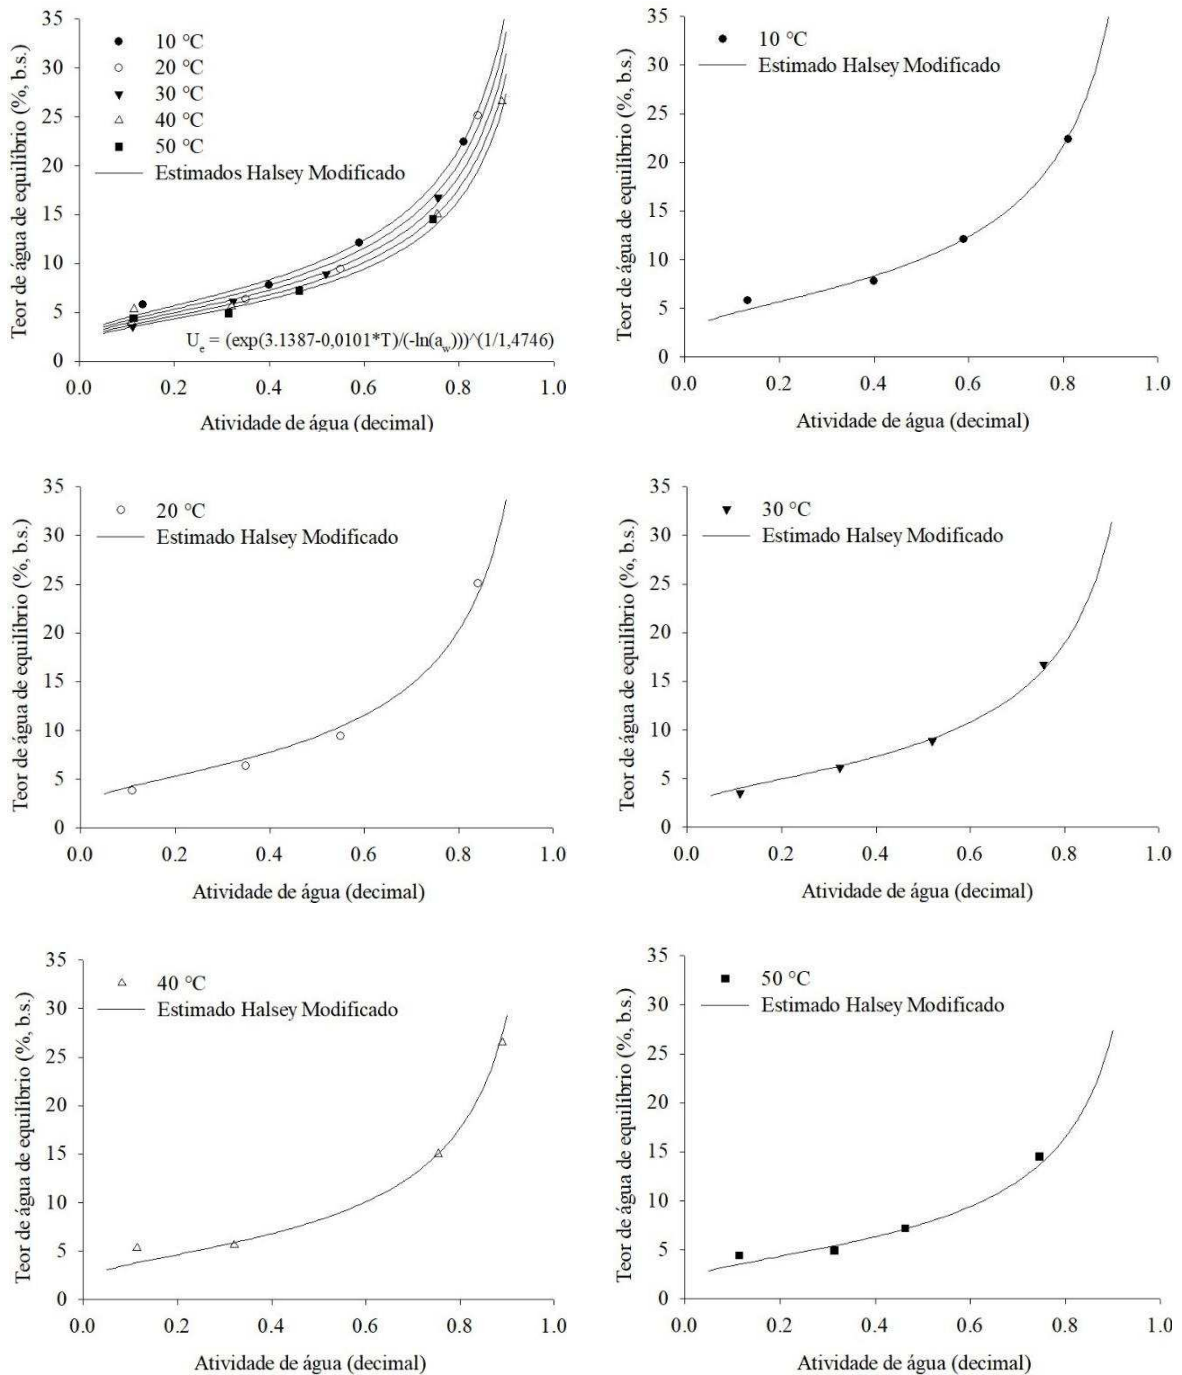 Teor de água de equilíbrio (%, b.s.)
35
30
25
20
15
10
5
0
10 °C
20 °C
30 °C
40 °C
50 °C
Estimados Halsey Modificado
U_e = (exp(3.1387-0,0101*T)/(-ln(a_w)))^(1/1,4746)
0.0 0.2 0.4 0.6 0.8 1.0
Atividade de água (decimal)
Teor de água de equilíbrio (%, b.s.)
35
30
25
20
15
10
5
0
10 °C
Estimado Halsey Modificado
0.0 0.2 0.4 0.6 0.8 1.0
Atividade de água (decimal)
Teor de água de equilíbrio (%, b.s.)
35
30
25
20
15
10
5
0
20 °C
Estimado Halsey Modificado
0.0 0.2 0.4 0.6 0.8 1.0
Atividade de água (decimal)
Teor de água de equilíbrio (%, b.s.)
35
30
25
20
15
10
5
0
30 °C
Estimado Halsey Modificado
0.0 0.2 0.4 0.6 0.8 1.0
Atividade de água (decimal)
Teor de água de equilíbrio (%, b.s.)
35
30
25
20
15
10
5
0
40 °C
Estimado Halsey Modificado
0.0 0.2 0.4 0.6 0.8 1.0
Atividade de água (decimal)
Teor de água de equilíbrio (%, b.s.)
35
30
25
20
15
10
5
0
50 °C
Estimado Halsey Modificado
0.0 0.2 0.4 0.6 0.8 1.0
Atividade de água (decimal)